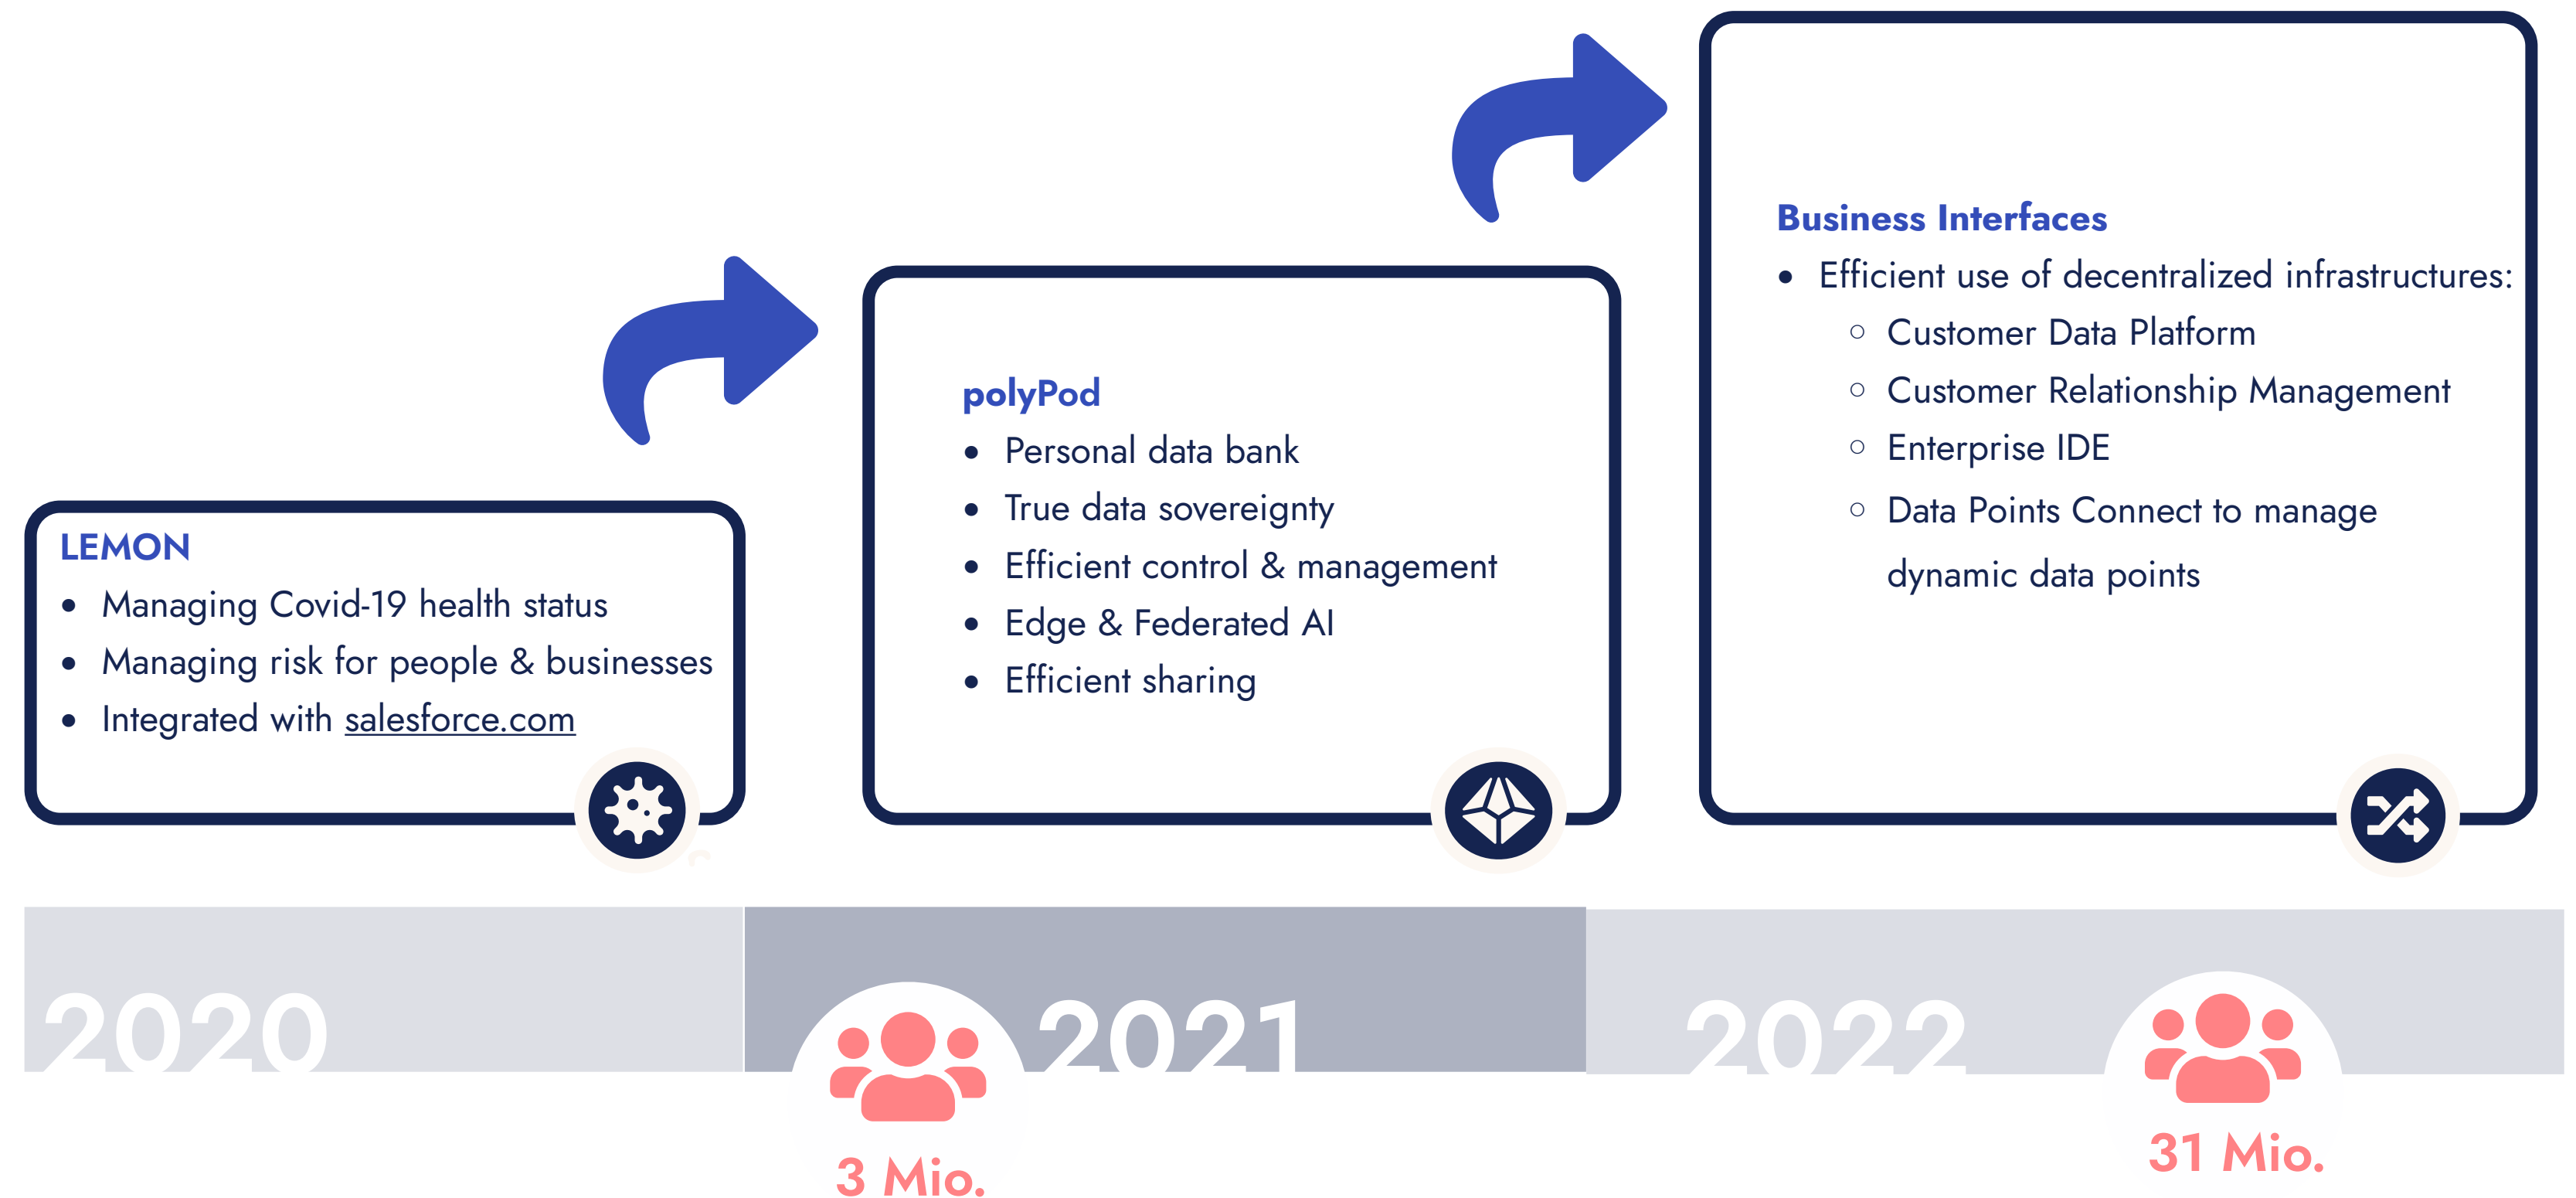 LEMON
• Managing Covid-19 health status
• Managing risk for people & businesses
• Integrated with salesforce.com
polyPod
• Personal data bank
• True data sovereignty
• Efficient control & management
• Edge & Federated AI
• Efficient sharing
Business Interfaces
• Efficient use of decentralized infrastructures:
○ Customer Data Platform
○ Customer Relationship Management
○ Enterprise IDE
○ Data Points Connect to manage
dynamic data points
2020
2021
2022
3 Mio.
31 Mio.